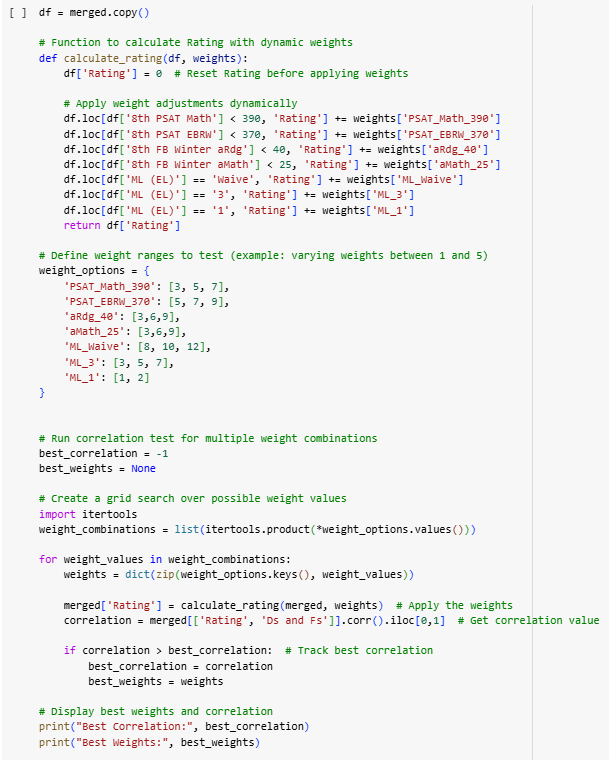 [ ] df = merged.copy()
# Function to calculate Rating with dynamic weights
def calculate_rating(df, weights):
df['Rating'] = 0  # Reset Rating before applying weights
# Apply weight adjustments dynamically
df.loc[df['8th PSAT Math'] < 390, 'Rating'] += weights['PSAT_Math_390']
df.loc[df['8th PSAT EBRW'] < 370, 'Rating'] += weights['PSAT_EBRW_370']
df.loc[df['8th FB Winter aRdg'] < 40, 'Rating'] += weights['aRdg_40']
df.loc[df['8th FB Winter aMath'] < 25, 'Rating'] += weights['aMath_25']
df.loc[df['ML (EL)'] == 'Waive', 'Rating'] += weights['ML_Waive']
df.loc[df['ML (EL)'] == '3', 'Rating'] += weights['ML_3']
df.loc[df['ML (EL)'] == '1', 'Rating'] += weights['ML_1']
return df['Rating']
# Define weight ranges to test (example: varying weights between 1 and 5)
weight_options = {
'PSAT_Math_390': [3, 5, 7],
'PSAT_EBRW_370': [5, 7, 9],
'aRdg_40': [3,6,9],
'aMath_25': [3,6,9],
'ML_Waive': [8, 10, 12],
'ML_3': [3, 5, 7],
'ML_1': [1, 2]
}
# Run correlation test for multiple weight combinations
best_correlation = -1
best_weights = None
# Create a grid search over possible weight values
import itertools
weight_combinations = list(itertools.product(*weight_options.values()))
for weight_values in weight_combinations:
weights = dict(zip(weight_options.keys(), weight_values))
merged['Rating'] = calculate_rating(merged, weights)  # Apply the weights
correlation = merged[['Rating', 'Ds and Fs']].corr().iloc[0,1]  # Get correlation value
if correlation > best_correlation:  # Track best correlation
best_correlation = correlation
best_weights = weights
# Display best weights and correlation
print("Best Correlation:", best_correlation)
print("Best Weights:", best_weights)